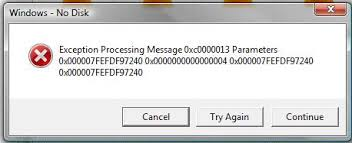 Windows - No Disk
Exception Processing Message 0xc0000013 Parameters
0x000007FEFDF97240 0x0000000000000004 0x000007FEFDF97240
0x000007FEFDF97240
Cancel
Try Again
Continue